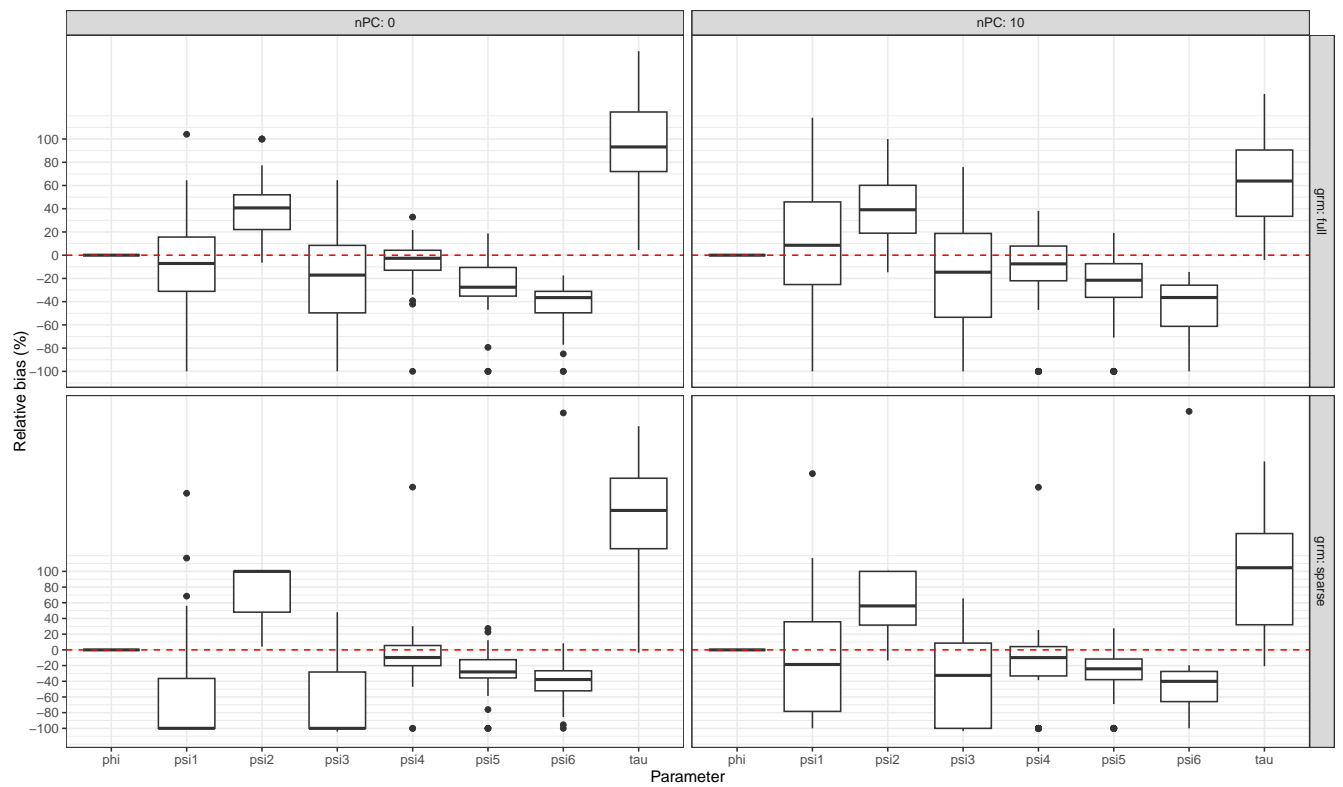 nPC: 0
nPC: 10
grm: full
grm: sparse
Relative bias (%)
100
80
60
40
20
0
−20
−40
−60
−80
−100
100
80
60
40
20
0
−20
−40
−60
−80
−100
phi psi1 psi2 psi3 psi4 psi5 psi6 tau
phi psi1 psi2 psi3 psi4 psi5 psi6 tau
Parameter